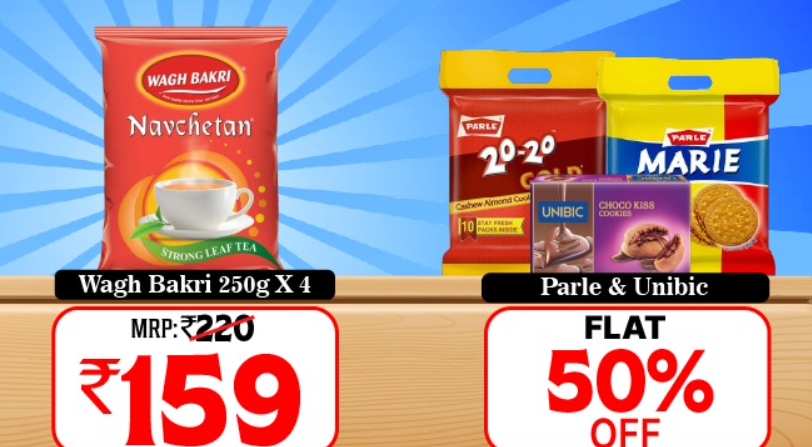 WAGH BAKRI
Navchetan
STRONG LEAF TEA
Wagh Bakri 250g X 4
MRP:₹220
₹159
PARLE
20-20
GOLD
Cashew Almond
10 STAY FRESH
PACKS INSIDE
PARLE
MARIE
UNIBIC
CHOCO KISS
COOKIES
Parle & Unibic
FLAT
50%
OFF